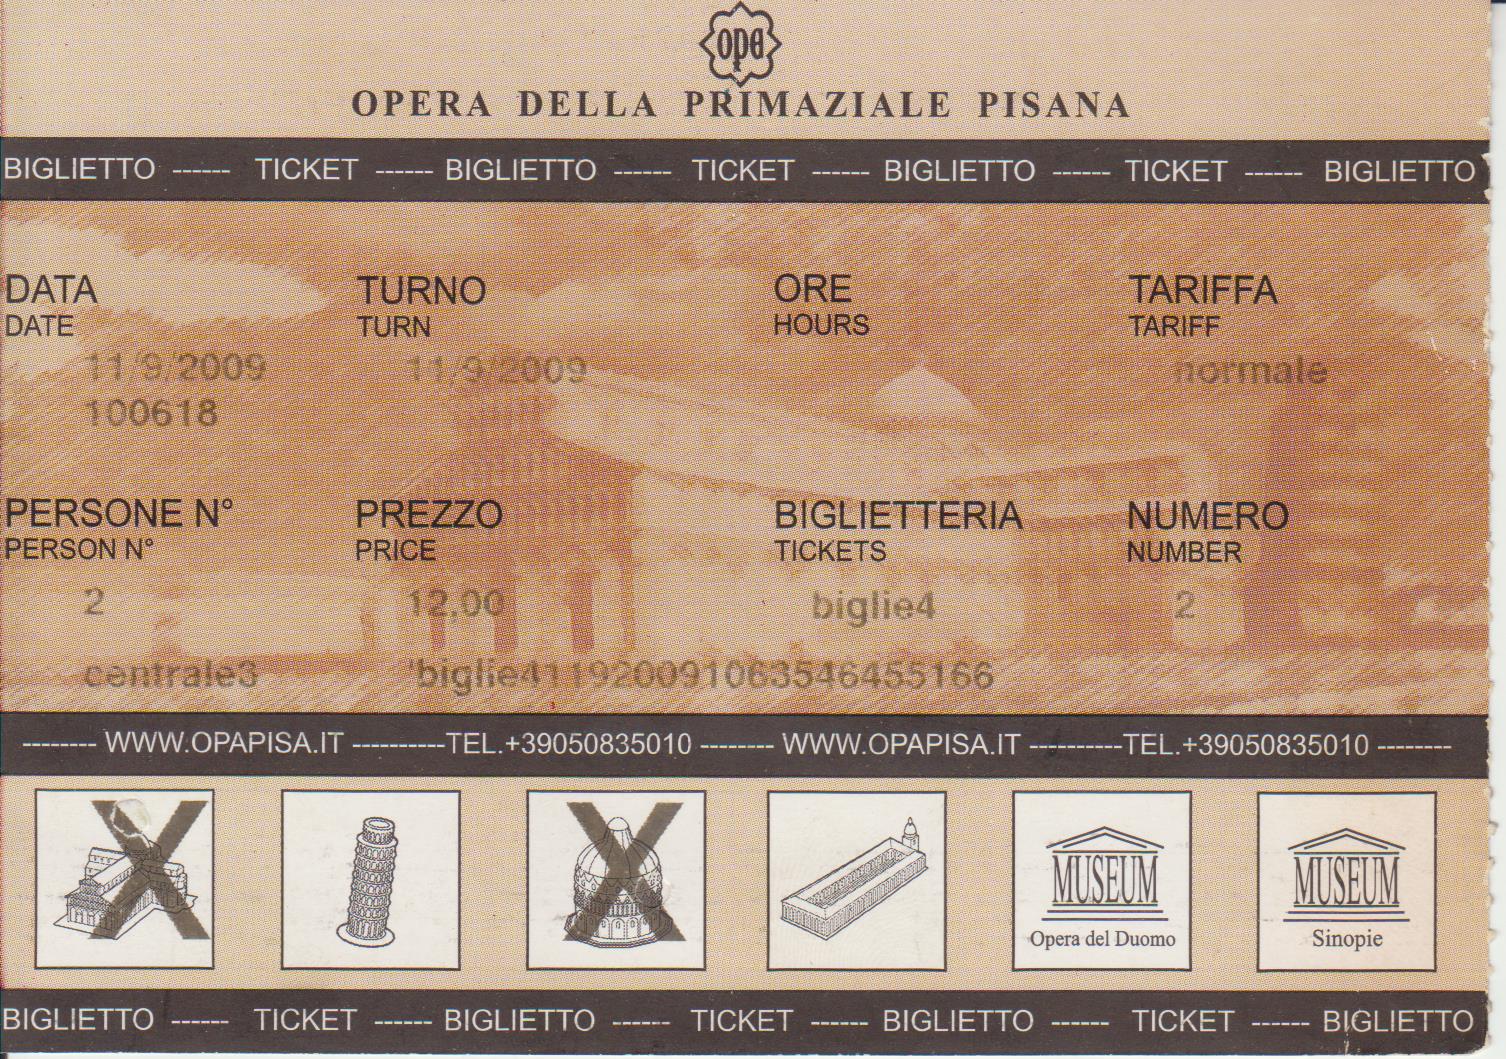 opa
OPERA DELLA PRIMAZIALE PISANA
BIGLIETTO ------ TICKET ------ BIGLIETTO ------ TICKET ------ BIGLIETTO ------ TICKET ------ BIGLIETTO
DATA TURNO ORE TARIFFA
DATE TURN HOURS TARIFF
11/9/2009 11/9/2009 normale
100618
PERSONE N° PREZZO BIGLIETTERIA NUMERO
PERSON N° PRICE TICKETS NUMBER
2 12,00 biglie4 2
centrale3 'biglie41192009106354​6455166
-------- WWW.OPAPISA.IT ----------TEL.+39050835010 -------- WWW.OPAPISA.IT ----------TEL.+39050835010 --------
MUSEUM MUSEUM
Opera del Duomo Sinopie
BIGLIETTO ------ TICKET ------ BIGLIETTO ------ TICKET ------ BIGLIETTO ------ TICKET ------ BIGLIETTO